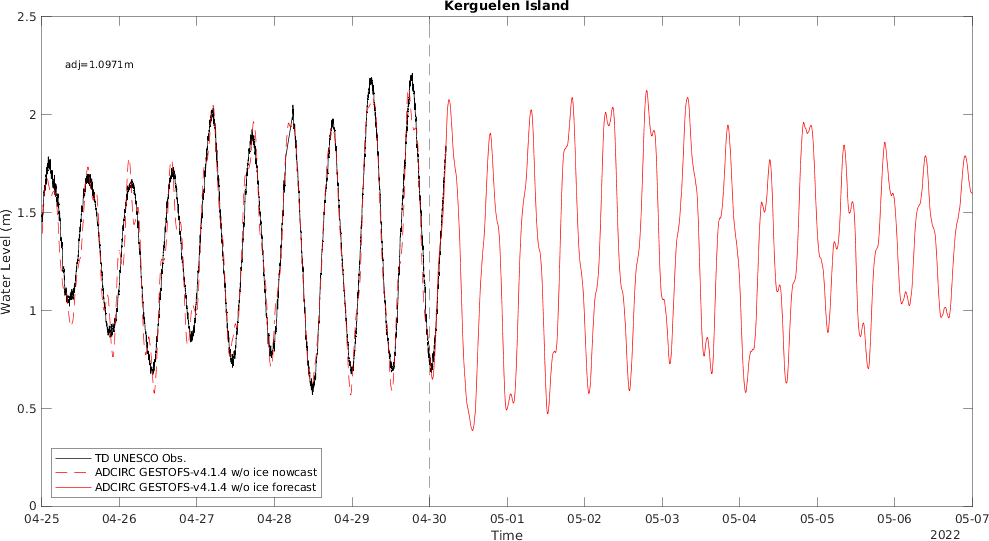 Kerguelen Island
2.5
adj=1.0971m
2
1.5
Water Level (m)
1
0.5
TD UNESCO Obs.
ADCIRC GESTOFS-v4.1.4 w/o ice nowcast
ADCIRC GESTOFS-v4.1.4 w/o ice forecast
0
04-25 04-26 04-27 04-28 04-29 04-30 05-01 05-02 05-03 05-04 05-05 05-06 05-07
Time
2022